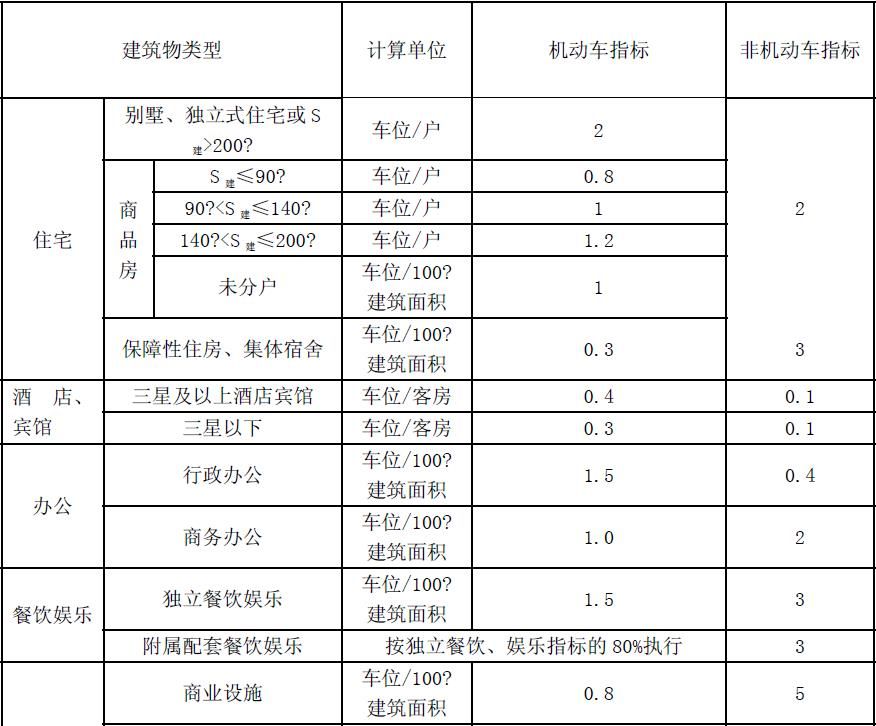 建筑物类型 计算单位 机动车指标 非机动车指标
住宅
别墅、独立式住宅或 S
建>200?
车位/户 2
2
商
品
房
S 建≤90? 车位/户 0.8
90?<S 建≤140? 车位/户 1
140?<S 建≤200? 车位/户 1.2
未分户
车位/100?
建筑面积
1
保障性住房、集体宿舍
车位/100?
建筑面积
0.3 3
酒 店、
宾馆
三星及以上酒店宾馆 车位/客房 0.4 0.1
三星以下 车位/客房 0.3 0.1
办公
行政办公
车位/100?
建筑面积
1.5 0.4
商务办公
车位/100?
建筑面积
1.0 2
餐饮娱乐
独立餐饮娱乐
车位/100?
建筑面积
1.5 3
附属配套餐饮娱乐 按独立餐饮、娱乐指标的 80%执行 3
商业设施
车位/100?
建筑面积
0.8 5